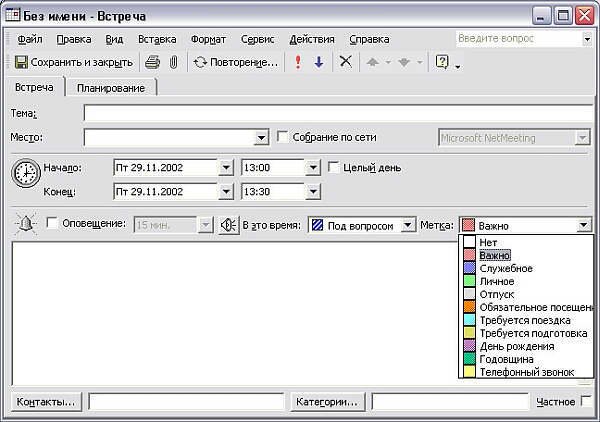 Без имени - Встреча
Файл Правка Вид Вставка Формат Сервис Действия Справка Введите вопрос
Сохранить и закрыть Повторение...
Встреча Планирование
Тема:
Место: Собрание по сети Microsoft NetMeeting
Начало: Пт 29.11.2002 13:00 Целый день
Конец: Пт 29.11.2002 13:30
Оповещение: 15 мин. В это время: Под вопросом Метка: Важно
Нет
Важно
Служебное
Личное
Отпуск
Обязательное посещен
Требуется поездка
Требуется подготовка
День рождения
Годовщина
Телефонный звонок
Контакты... Категории... Частное